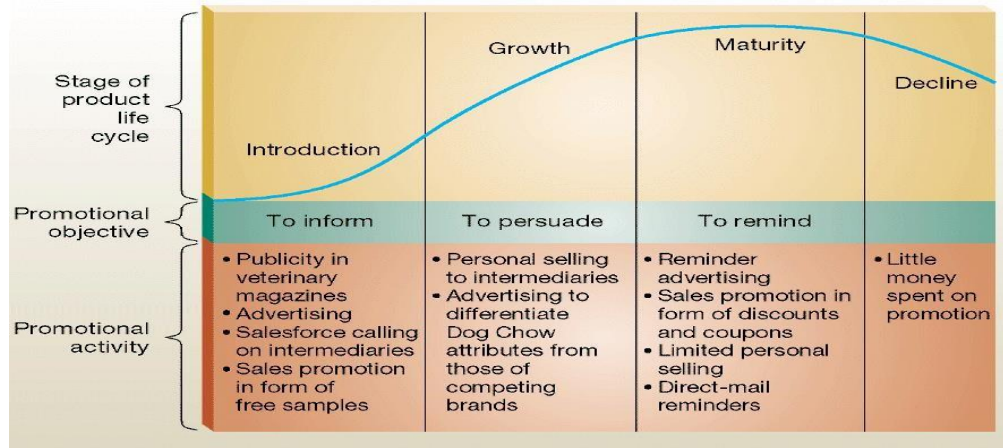 Stage of
product
life
cycle
Introduction
Growth
Maturity
Decline
Promotional
objective
To inform
To persuade
To remind
Promotional
activity
• Publicity in
veterinary
magazines
• Advertising
• Salesforce calling
on intermediaries
• Sales promotion
in form of
free samples
• Personal selling
to intermediaries
• Advertising to
differentiate
Dog Chow
attributes from
those of
competing
brands
• Reminder
advertising
• Sales promotion in
form of discounts
and coupons
• Limited personal
selling
• Direct-mail
reminders
• Little
money
spent on
promotion